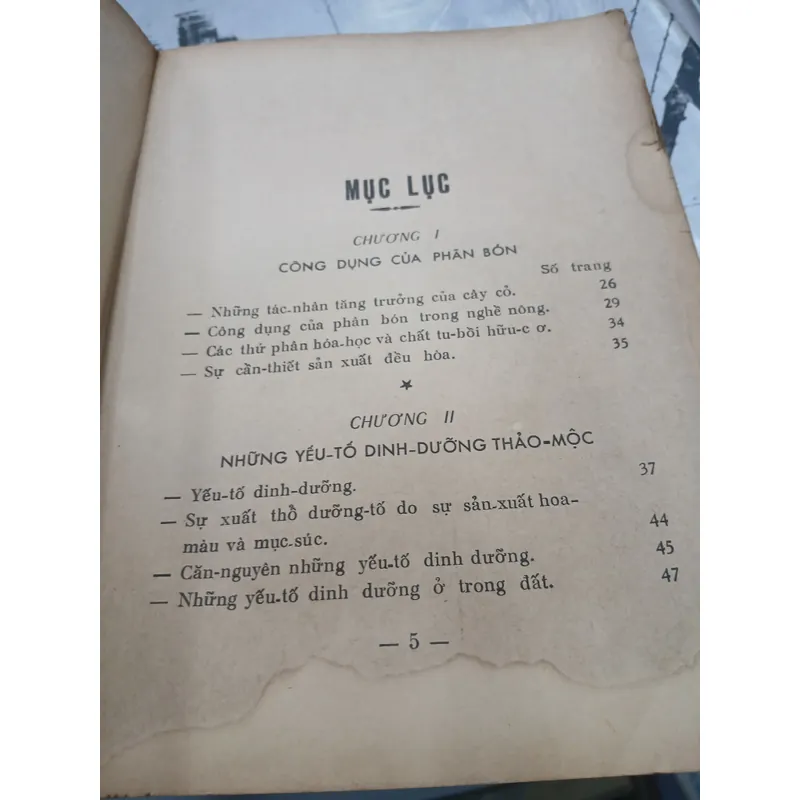 MỤC LỤC
CHƯƠNG I
CÔNG DỤNG CỦA PHÂN BÓN
Số trang
— Những tác-nhân tăng trưởng của cây cỏ. 26
— Công dụng của phân bón trong nghề nông. 29
— Các thứ phân hóa-học và chất tu-bồi hữu-c ơ. 34
— Sự cần-thiết sản xuất đều hòa. 35
CHƯƠNG II
NHỮNG YẾU-TỐ DINH-DƯỠNG THẢO-MỘC
— Yếu-tố dinh-dưỡng. 37
— Sự xuất thổ dưỡng-tố do sự sản-xuất hoa-
màu và mục-súc. 44
— Căn-nguyên những yếu-tố dinh dưỡng. 45
— Những yếu-tố dinh dưỡng ở trong đất. 47
— 5 —